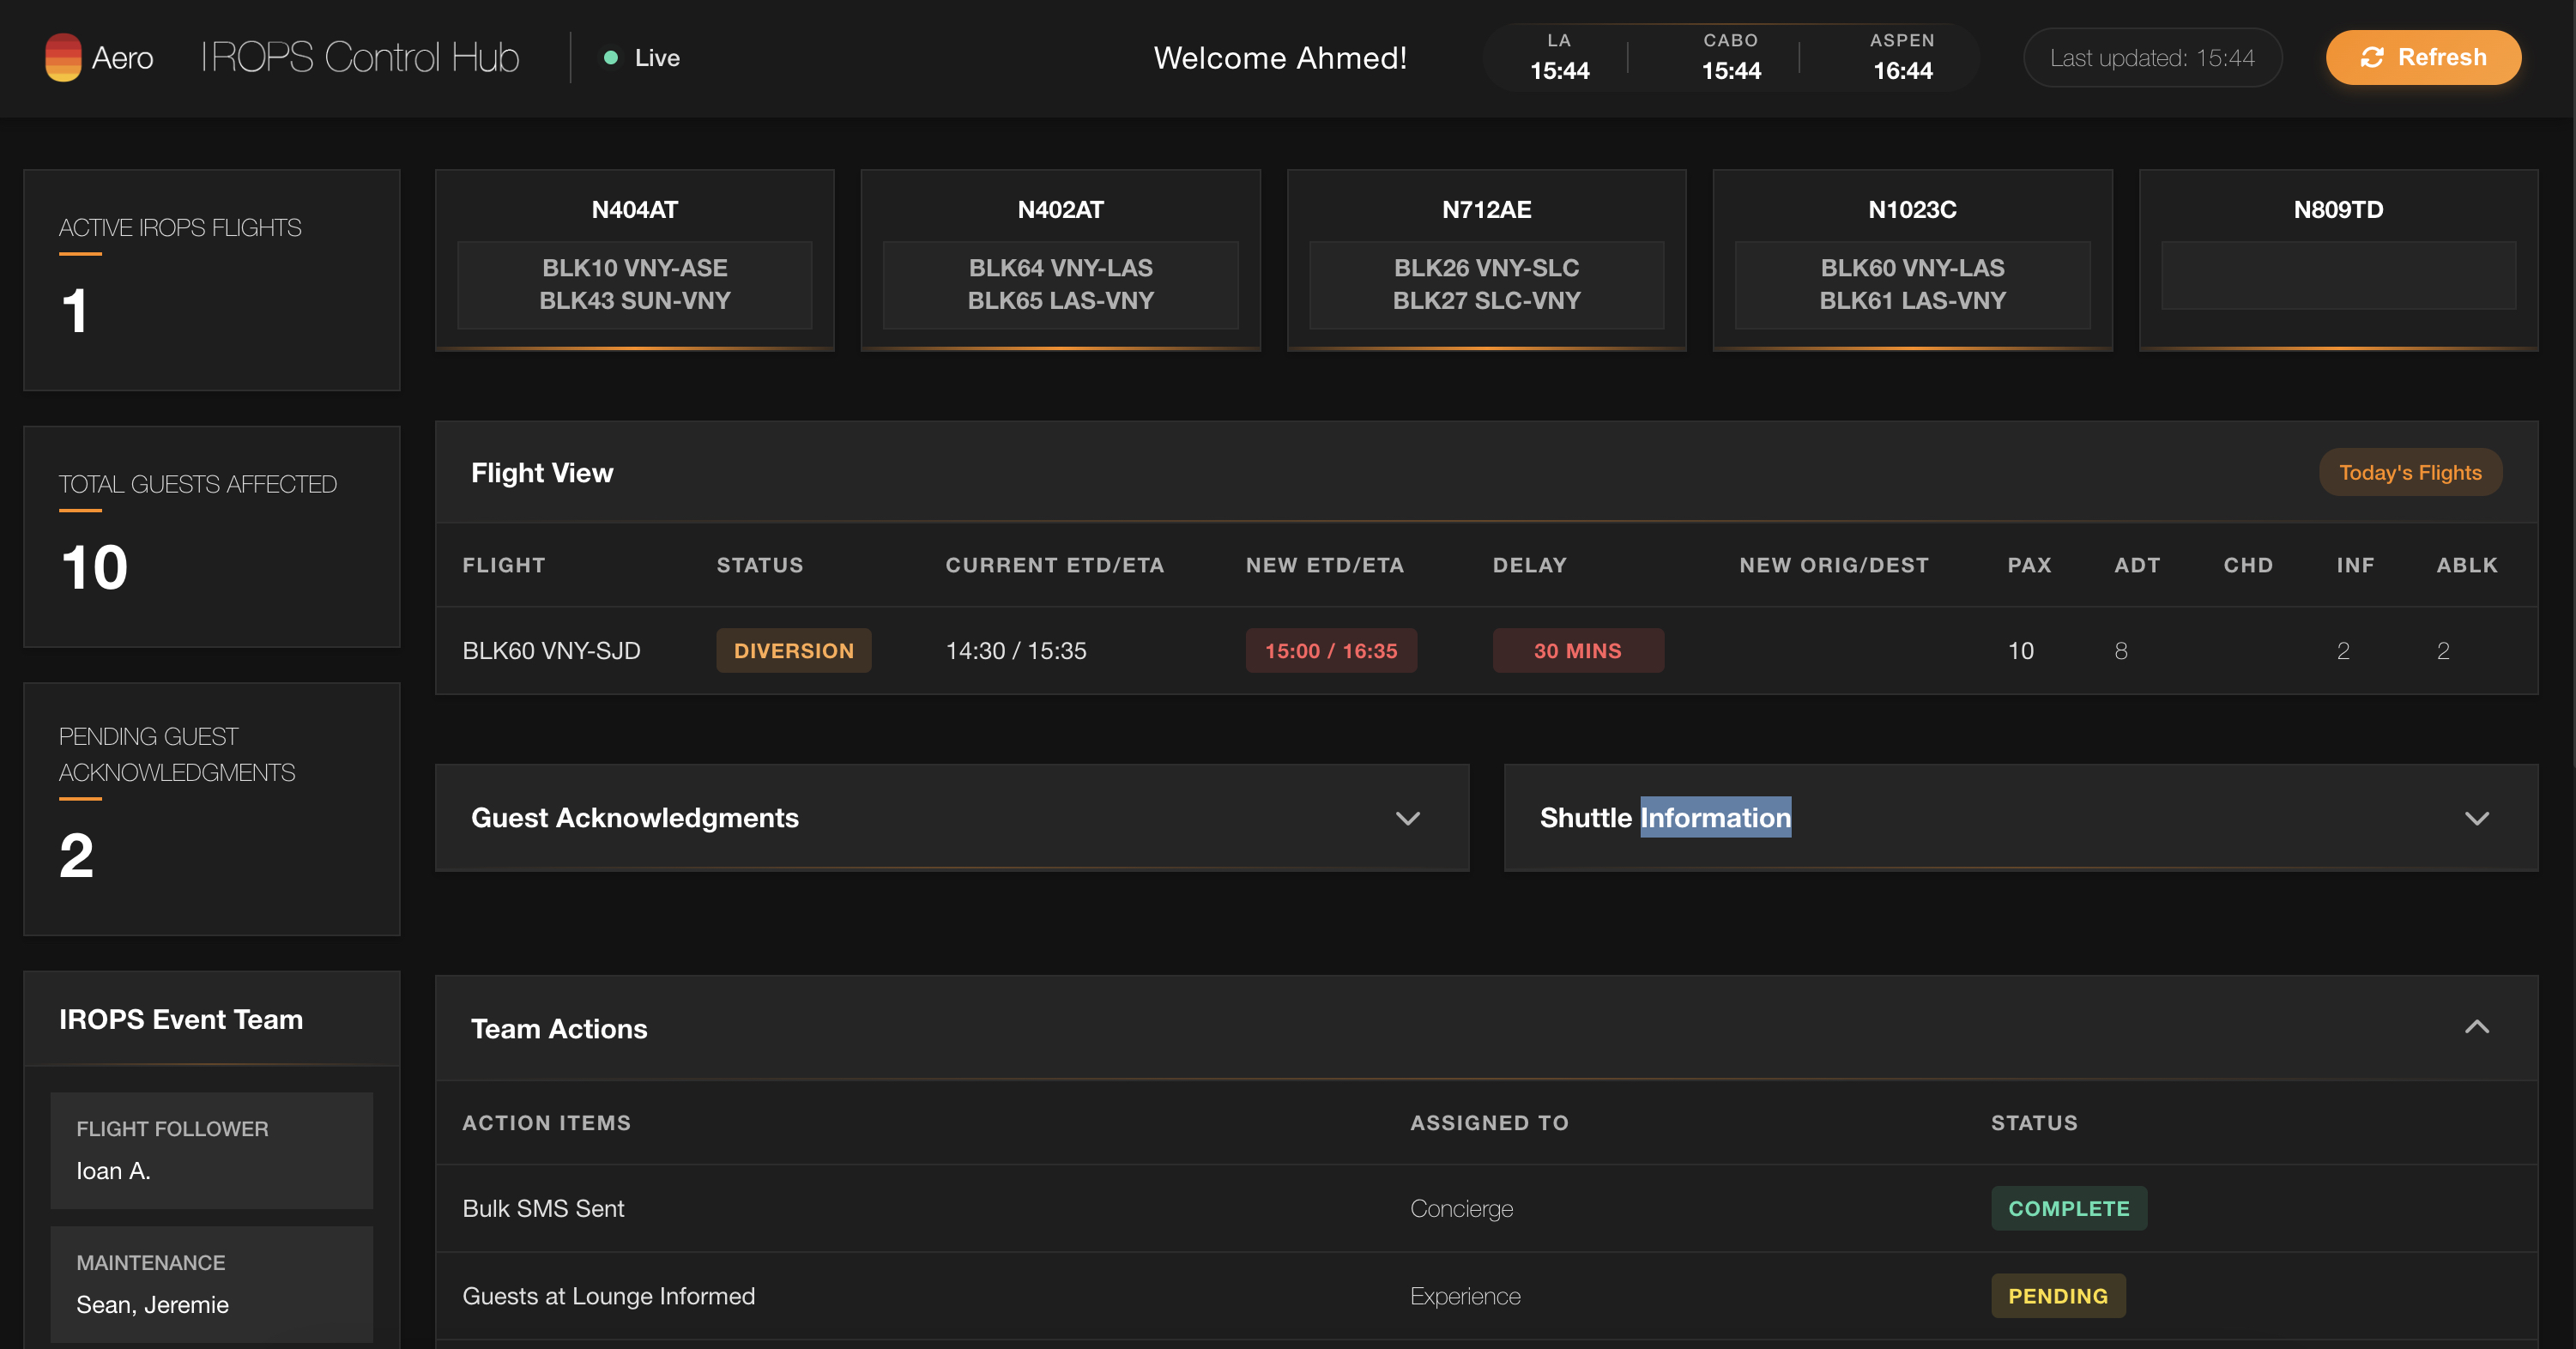 Aero
IROPS Control Hub
Live
Welcome Ahmed!
LA
15:44
CABO
15:44
ASPEN
16:44
Last updated: 15:44
Refresh
ACTIVE IROPS FLIGHTS
1
TOTAL GUESTS AFFECTED
10
PENDING GUEST
ACKNOWLEDGMENTS
2
IROPS Event Team
FLIGHT FOLLOWER
Ioan A.
MAINTENANCE
Sean, Jeremie
N404AT
BLK10 VNY-ASE
BLK43 SUN-VNY
N402AT
BLK64 VNY-LAS
BLK65 LAS-VNY
N712AE
BLK26 VNY-SLC
BLK27 SLC-VNY
N1023C
BLK60 VNY-LAS
BLK61 LAS-VNY
N809TD
Flight View
Today's Flights
FLIGHT STATUS CURRENT ETD/ETA NEW ETD/ETA DELAY NEW ORIG/DEST PAX ADT CHD INF ABLK
BLK60 VNY-SJD DIVERSION 14:30 / 15:35 15:00 / 16:35 30 MINS 10 8 2 2
Guest Acknowledgments
Shuttle Information
Team Actions
ACTION ITEMS ASSIGNED TO STATUS
Bulk SMS Sent Concierge COMPLETE
Guests at Lounge Informed Experience PENDING